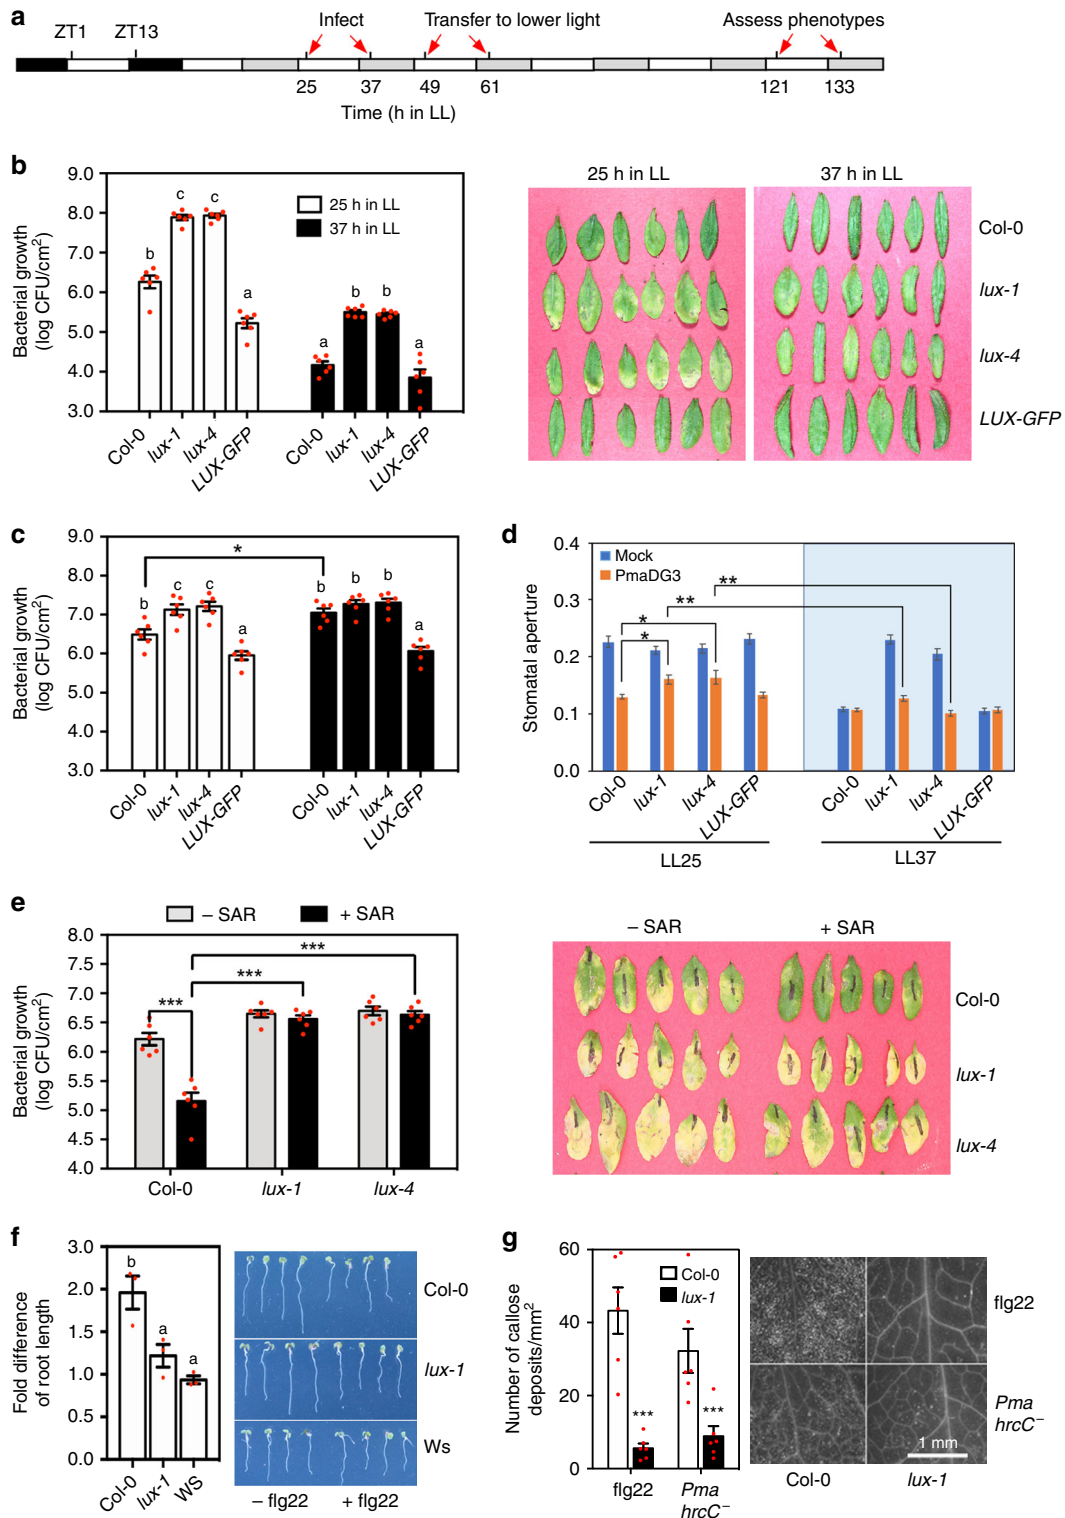 a
ZT1
ZT13
Infect
Transfer to lower light
Assess phenotypes
25
37
49
61
121
133
Time (h in LL)
b
Bacterial growth
(log CFU/cm2)
9.0
8.0
7.0
6.0
5.0
4.0
3.0
25 h in LL
37 h in LL
b
c
c
a
a
b
b
a
Col-0
lux-1
lux-4
LUX-GFP
Col-0
lux-1
lux-4
LUX-GFP
25 h in LL
37 h in LL
Col-0
lux-1
lux-4
LUX-GFP
c
Bacterial growth
(log CFU/cm2)
9.0
8.0
7.0
6.0
5.0
4.0
3.0
*
b
c
c
a
b
b
b
a
Col-0
lux-1
lux-4
LUX-GFP
Col-0
lux-1
lux-4
LUX-GFP
d
Stomatal aperture
0.4
0.3
0.2
0.1
0.0
Mock
PmaDG3
*
*
**
**
Col-0
lux-1
lux-4
LUX-GFP
Col-0
lux-1
lux-4
LUX-GFP
LL25
LL37
e
– SAR
+ SAR
Bacterial growth
(log CFU/cm2)
8.0
7.5
7.0
6.5
6.0
5.5
5.0
4.5
4.0
***
***
***
Col-0
lux-1
lux-4
– SAR
+ SAR
Col-0
lux-1
lux-4
f
Fold difference
of root length
3.0
2.0
1.5
1.0
0.5
0.0
b
a
a
Col-0
lux-1
WS
Col-0
lux-1
Ws
– flg22
+ flg22
g
Number of callose
deposits/mm2
60
40
20
0
Col-0
lux-1
***
***
flg22
Pma
hrcC–
flg22
Pma
hrcC–
1 mm
Col-0
lux-1